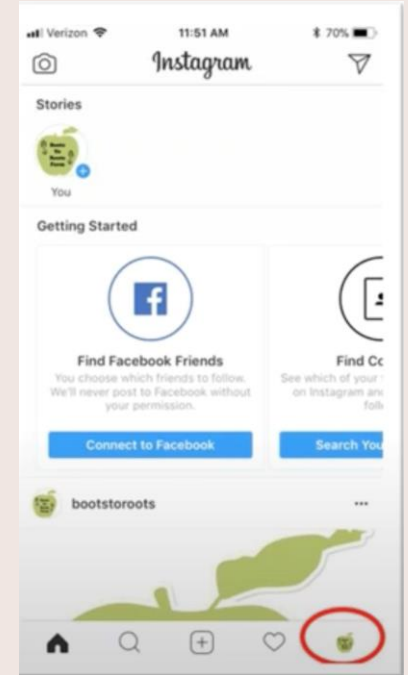 Verizon 11:51 AM 70%
Instagram
Stories
You
Getting Started
Find Facebook Friends
You choose which friends to follow.
We'll never post to Facebook without
your permission.
Connect to Facebook
Find Co
See which of your
on Instagram and
foll
Search You
bootstoroots